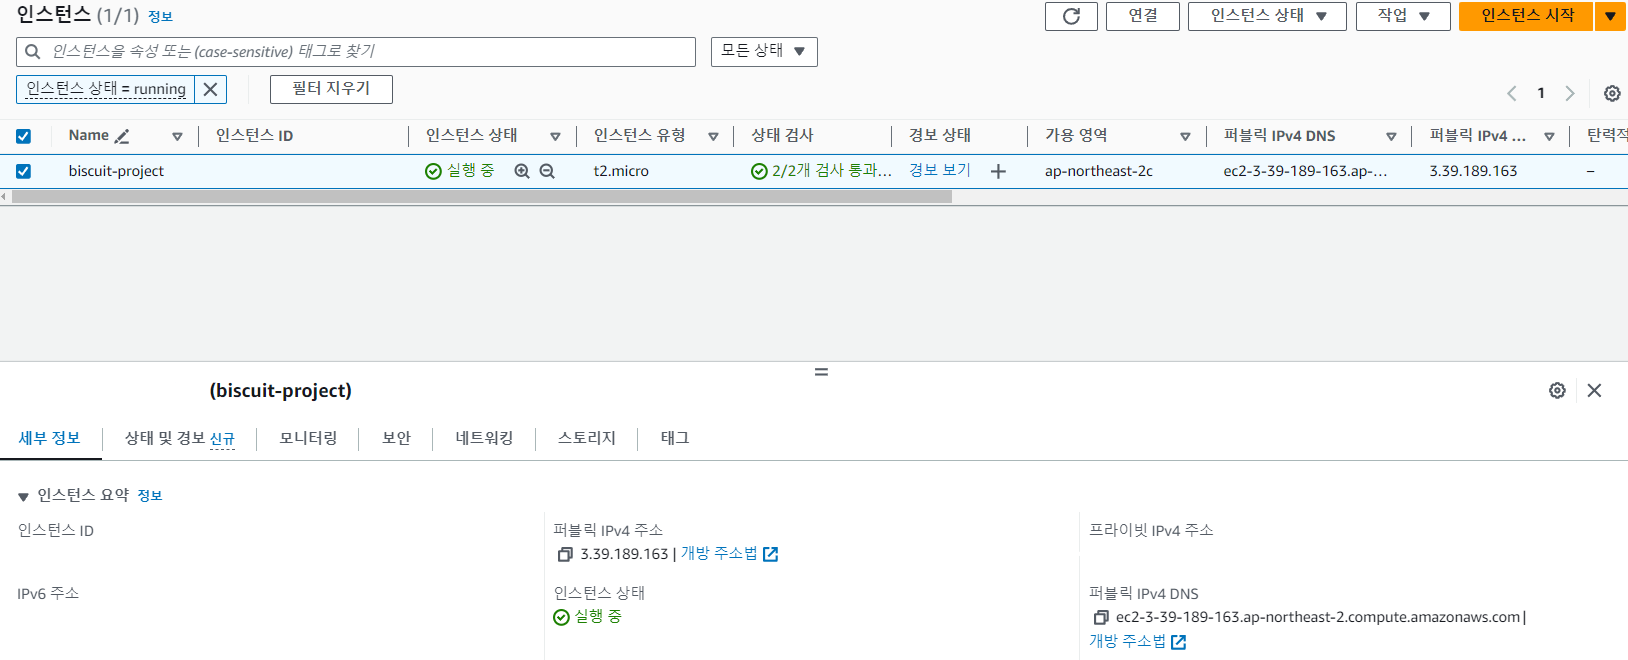 인스턴스 (1/1) 정보
연결 인스턴스 상태 작업 인스턴스 시작
인스턴스을 속성 또는 (case-sensitive) 태그로 찾기 모든 상태
인스턴스 상태 = running 필터 지우기
1
Name 인스턴스 ID 인스턴스 상태 인스턴스 유형 상태 검사 경보 상태 가용 영역 퍼블릭 IPv4 DNS 퍼블릭 IPv4 ... 탄력적
biscuit-project 실행 중 t2.micro 2/2개 검사 통과... 경보 보기 ap-northeast-2c ec2-3-39-189-163.ap-... 3.39.189.163 –
(biscuit-project)
세부 정보 상태 및 경보 신규 모니터링 보안 네트워킹 스토리지 태그
인스턴스 요약 정보
인스턴스 ID 퍼블릭 IPv4 주소 프라이빗 IPv4 주소
3.39.189.163 | 개방 주소법
IPv6 주소 인스턴스 상태 퍼블릭 IPv4 DNS
실행 중 ec2-3-39-189-163.ap-northeast-2.compute.amazonaws.com |
개방 주소법